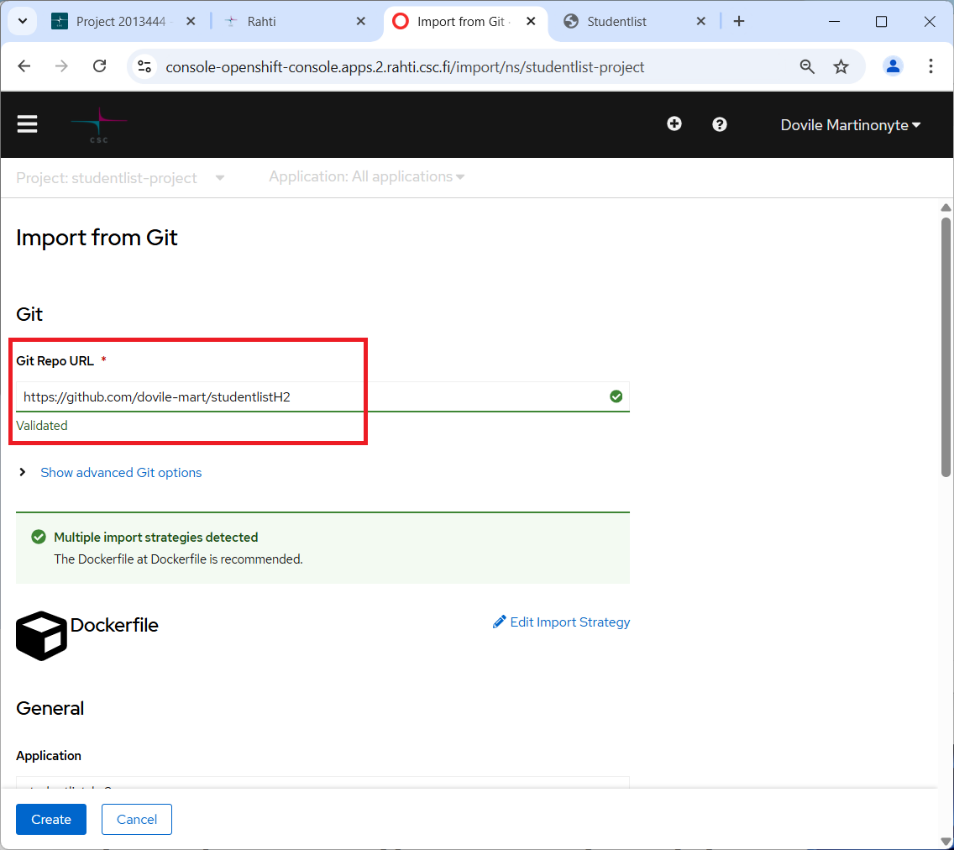 Project 2013444
Rahti
Import from Git
Studentlist
console-openshift-console.apps.2.rahti.csc.fi/import/ns/studentlist-project
csc
Dovile Martinonyte
Project: studentlist-project
Application: All applications
Import from Git
Git
Git Repo URL *
https://github.com/dovile-mart/studentlistH2
Validated
Show advanced Git options
Multiple import strategies detected
The Dockerfile at Dockerfile is recommended.
Dockerfile
Edit Import Strategy
General
Application
Create
Cancel